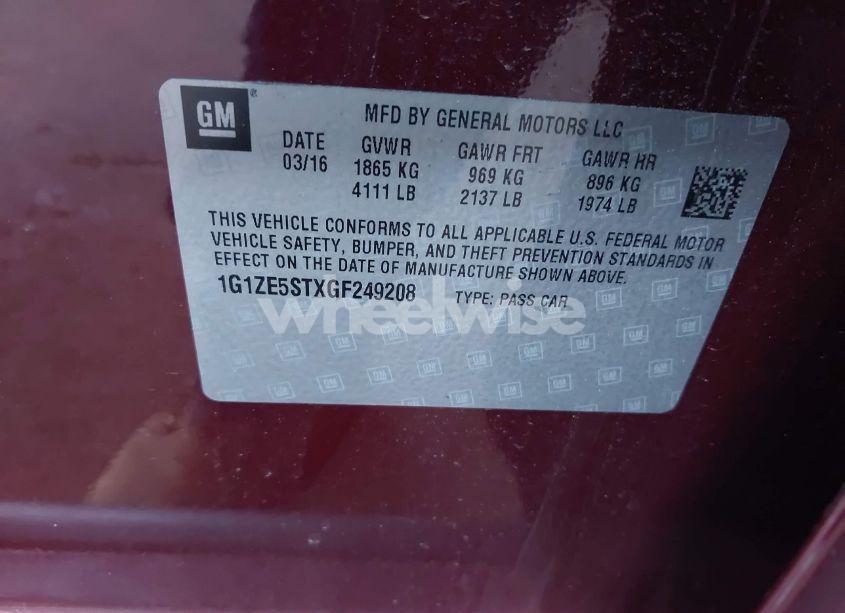 GM®
MFD BY GENERAL MOTORS LLC
DATE GVWR GAWR FRT GAWR RR
03/16 1865 KG 969 KG 896 KG
4111 LB 2137 LB 1974 LB
THIS VEHICLE CONFORMS TO ALL APPLICABLE U.S. FEDERAL MOTOR
VEHICLE SAFETY, BUMPER, AND THEFT PREVENTION STANDARDS IN
EFFECT ON THE DATE OF MANUFACTURE SHOWN ABOVE.
1G1ZE5STXGF249208 TYPE: PASS CAR
wheelwise